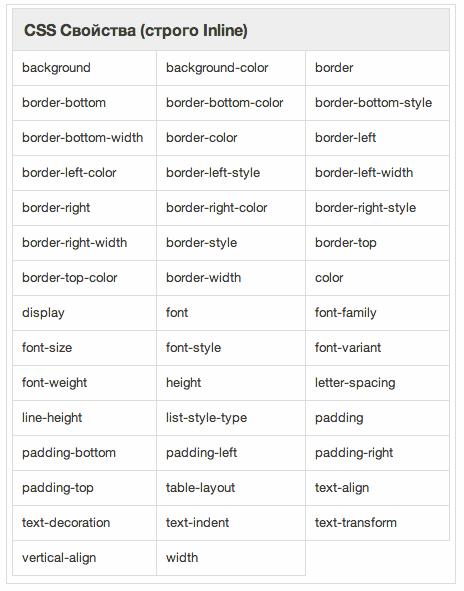 CSS Свойства (строго Inline)
background background-color border
border-bottom border-bottom-color border-bottom-style
border-bottom-width border-color border-left
border-left-color border-left-style border-left-width
border-right border-right-color border-right-style
border-right-width border-style border-top
border-top-color border-width color
display font font-family
font-size font-style font-variant
font-weight height letter-spacing
line-height list-style-type padding
padding-bottom padding-left padding-right
padding-top table-layout text-align
text-decoration text-indent text-transform
vertical-align width